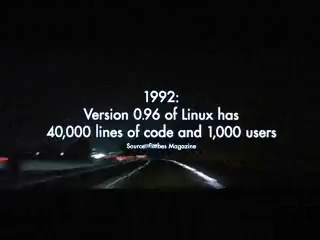 1992:
Version 0.96 of Linux has
40,000 lines of code and 1,000 users
Source: Forbes Magazine